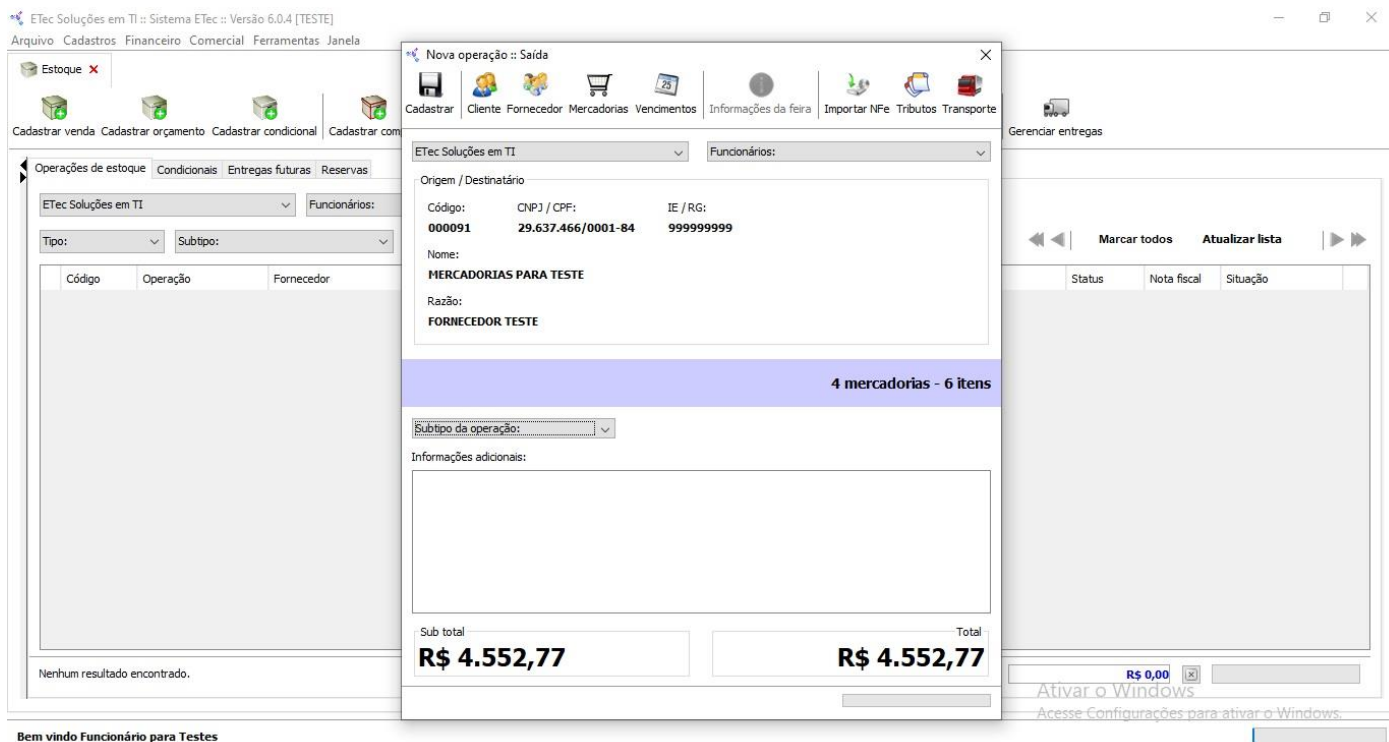 ETec Soluções em TI :: Sistema ETec :: Versão 6.0.4 [TESTE]
Arquivo Cadastros Financeiro Comercial Ferramentas Janela
Estoque
Cadastrar venda Cadastrar orçamento Cadastrar condicional Cadastrar com
Gerenciar entregas
Operações de estoque Condicionais Entregas futuras Reservas
ETec Soluções em TI Funcionários:
Tipo: Subtipo:
Marcar todos Atualizar lista
Código Operação Fornecedor
Status Nota fiscal Situação
Nova operação :: Saída
25
Cadastrar Cliente Fornecedor Mercadorias Vencimentos Informações da feira Importar NFe Tributos Transporte
ETec Soluções em TI Funcionários:
Origem / Destinatário
Código: CNPJ / CPF: IE / RG:
000091 29.637.466/0001-84 999999999
Nome:
MERCADORIAS PARA TESTE
Razão:
FORNECEDOR TESTE
4 mercadorias - 6 itens
Subtipo da operação:
Informações adicionais:
Sub total Total
R$ 4.552,77 R$ 4.552,77
Nenhum resultado encontrado.
R$ 0,00
Ativar o Windows
Acesse Configurações para ativar o Windows.
Bem vindo Funcionário para Testes